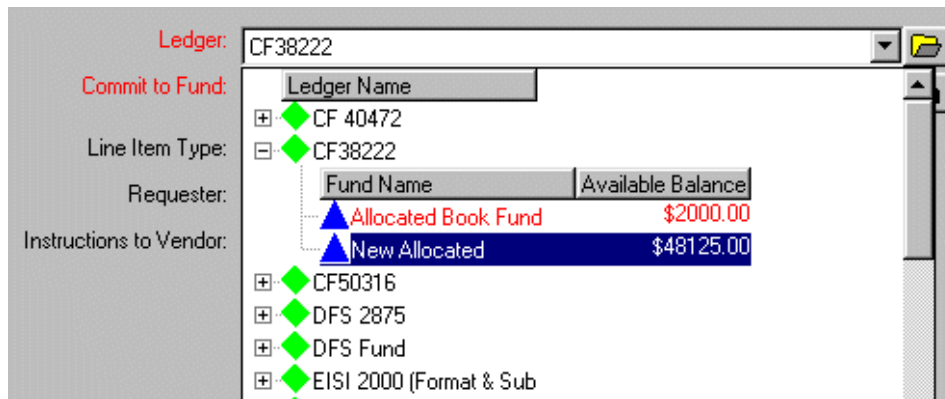 Ledger: CF38222
Commit to Fund: Ledger Name
CF 40472
Line Item Type: CF38222
Requester: Fund Name Available Balance
Allocated Book Fund $2000.00
Instructions to Vendor: New Allocated $48125.00
CF50316
DFS 2875
DFS Fund
EISI 2000 (Format & Sub